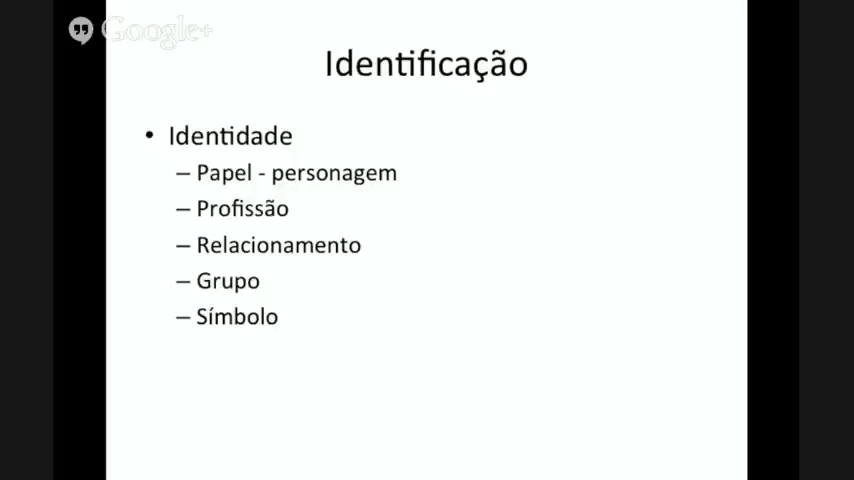 Google+
Identificação
• Identidade
– Papel - personagem
– Profissão
– Relacionamento
– Grupo
– Símbolo